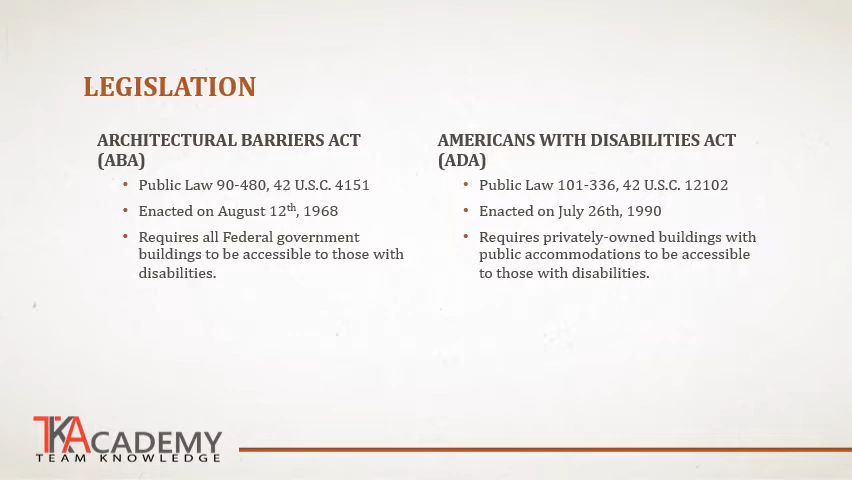 LEGISLATION
ARCHITECTURAL BARRIERS ACT
(ABA)
• Public Law 90-480, 42 U.S.C. 4151
• Enacted on August 12th, 1968
• Requires all Federal government
buildings to be accessible to those with
disabilities.
AMERICANS WITH DISABILITIES ACT
(ADA)
• Public Law 101-336, 42 U.S.C. 12102
• Enacted on July 26th, 1990
• Requires privately-owned buildings with
public accommodations to be accessible
to those with disabilities.
TKACADEMY
TEAM KNOWLEDGE